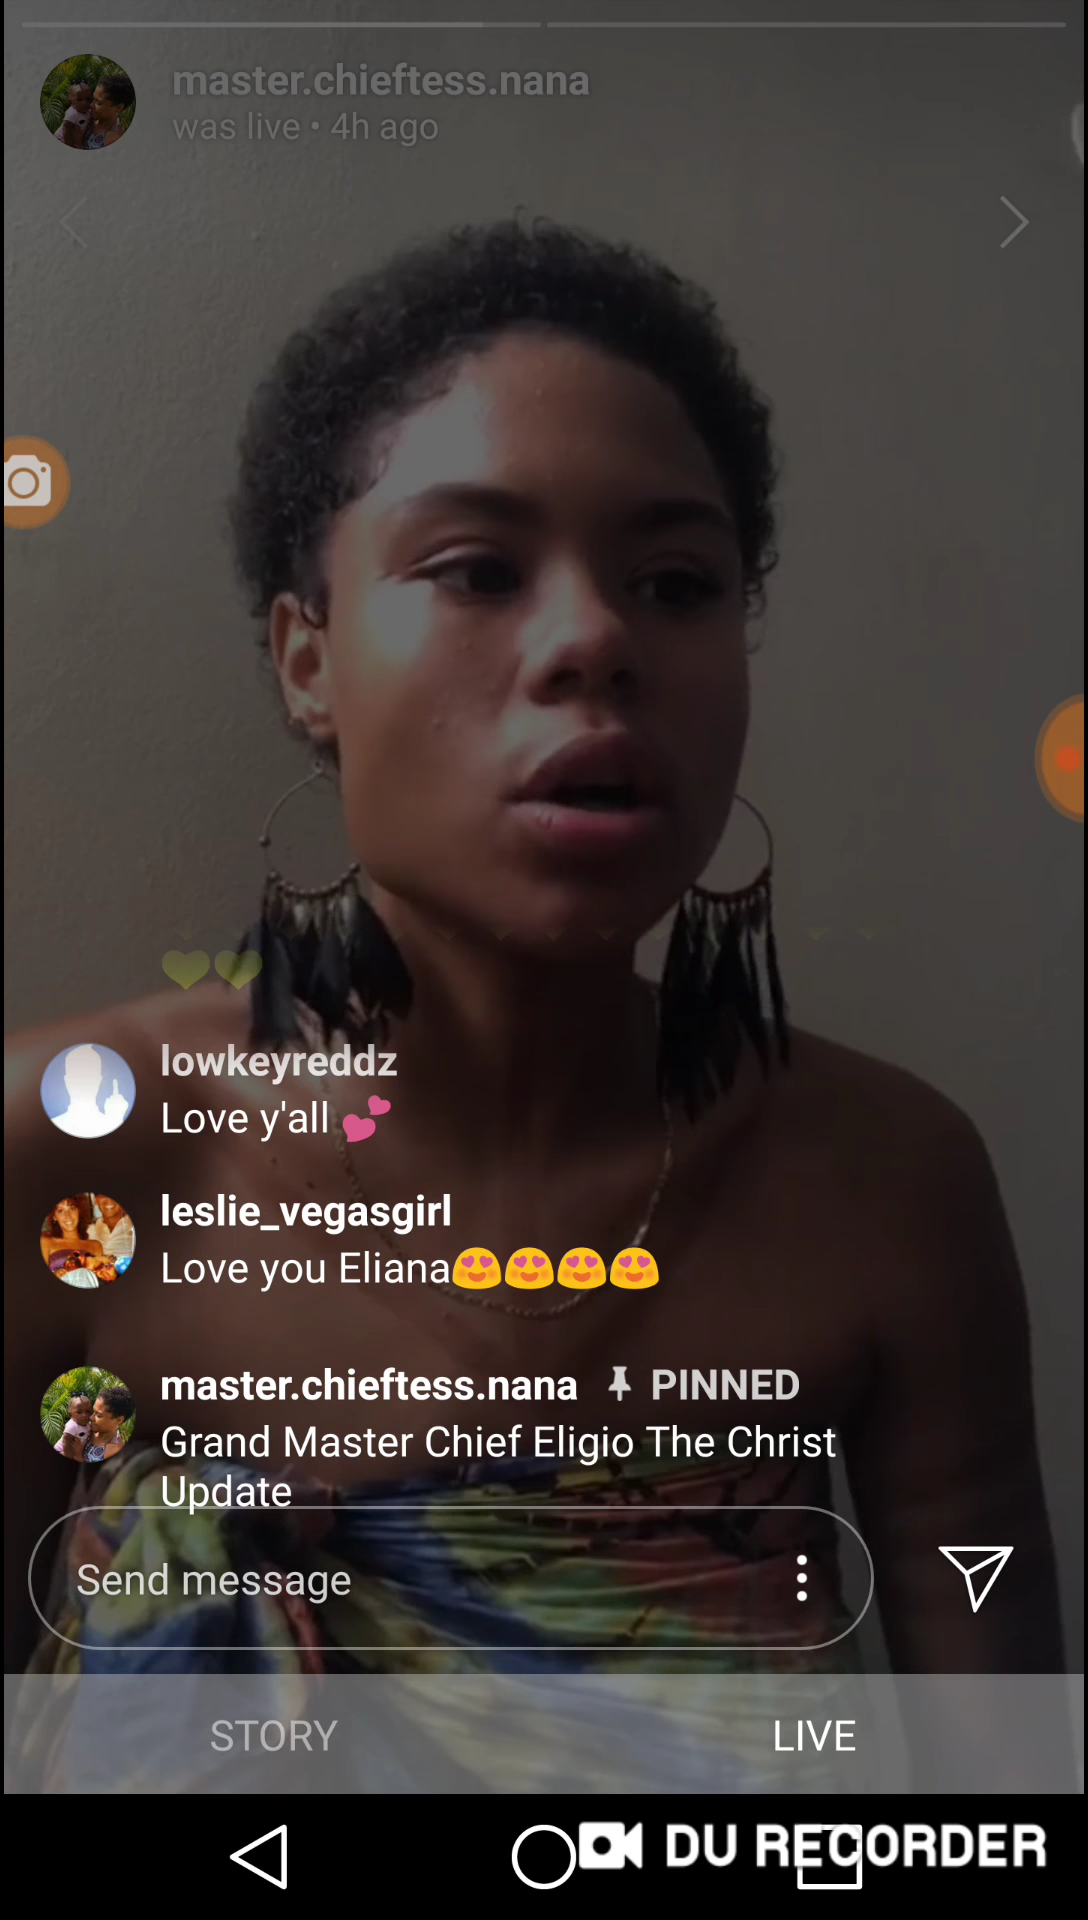 master.chieftess.nana
was live • 4h ago
lowkeyreddz
Love y'all 💕
leslie_vegasgirl
Love you Eliana😍😍😍😍
master.chieftess.nana PINNED
Grand Master Chief Eligio The Christ
Update
Send message
STORY LIVE
DU RECORDER